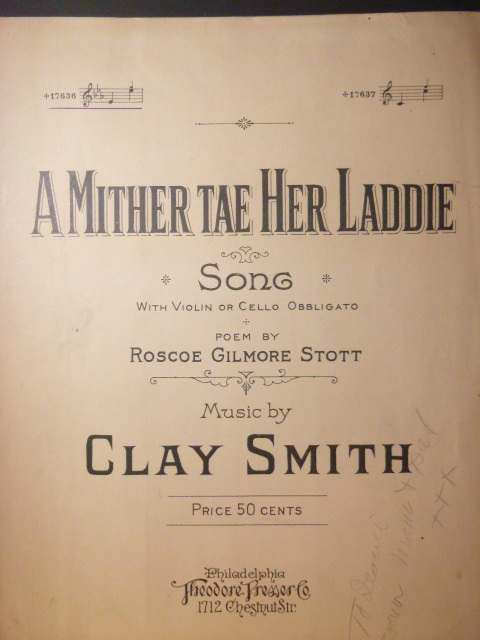 +17636
+17637
A MITHER TAE HER LADDIE
SONG
WITH VIOLIN OR CELLO OBBLIGATO
POEM BY
ROSCOE GILMORE STOTT
Music by
CLAY SMITH
PRICE 50 CENTS
Philadelphia
Theodore Presser Co.
1712 Chestnut Str.
To